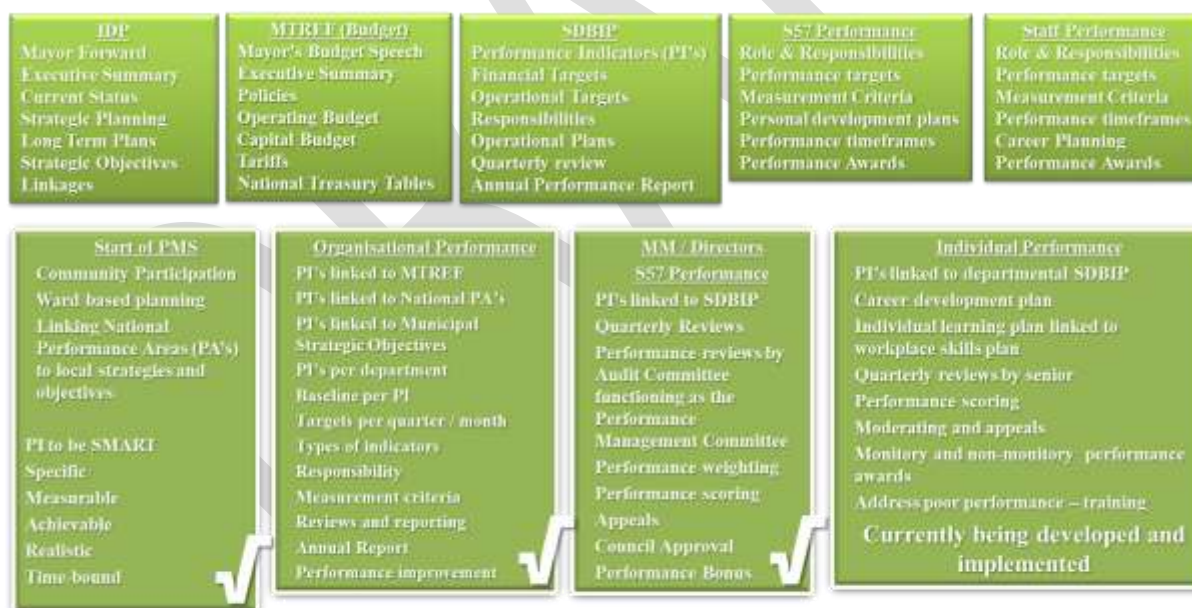 IDP
Mayor Forward
Executive Summary
Current Status
Strategic Planning
Long Term Plans
Strategic Objectives
Linkages
MTREF (Budget)
Mayor's Budget Speech
Executive Summary
Policies
Operating Budget
Capital Budget
Tariffs
National Treasury Tables
SDBIP
Performance Indicators (PI's)
Financial Targets
Operational Targets
Responsibilities
Operational Plans
Quarterly review
Annual Performance Report
S57 Performance
Role & Responsibilities
Performance targets
Measurement Criteria
Personal development plans
Performance timeframes
Performance Awards
Staff Performance
Role & Responsibilities
Performance targets
Measurement Criteria
Performance timeframes
Career Planning
Performance Awards
Start of PMS
Community Participation
Ward based planning
Linking National
Performance Areas (PA's)
to local strategies and
objectives
PI to be SMART
Specific
Measurable
Achievable
Realistic
Time-bound
Organisational Performance
PI's linked to MTREF
PI's linked to National PA's
PI's linked to Municipal
Strategic Objectives
PI's per department
Baseline per PI
Targets per quarter / month
Types of indicators
Responsibility
Measurement criteria
Reviews and reporting
Annual Report
Performance improvement
MM / Directors
S57 Performance
PI's linked to SDBIP
Quarterly Reviews
Performance reviews by
Audit Committee
functioning as the
Performance
Management Committee
Performance weighting
Performance scoring
Appeals
Council Approval
Performance Bonus
Individual Performance
PI's linked to departmental SDBIP
Career development plan
Individual learning plan linked to
workplace skills plan
Quarterly reviews by senior
Performance scoring
Moderating and appeals
Monitory and non-monitory performance
awards
Address poor performance – training
Currently being developed and
implemented